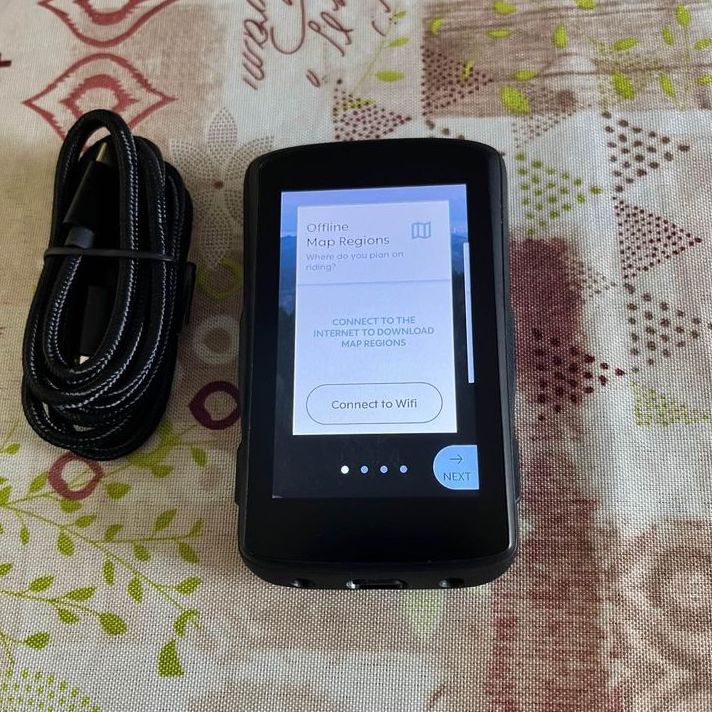 Offline
Map Regions
Where do you plan on
riding?
CONNECT TO THE
INTERNET TO DOWNLOAD
MAP REGIONS
Connect to Wifi
NEXT